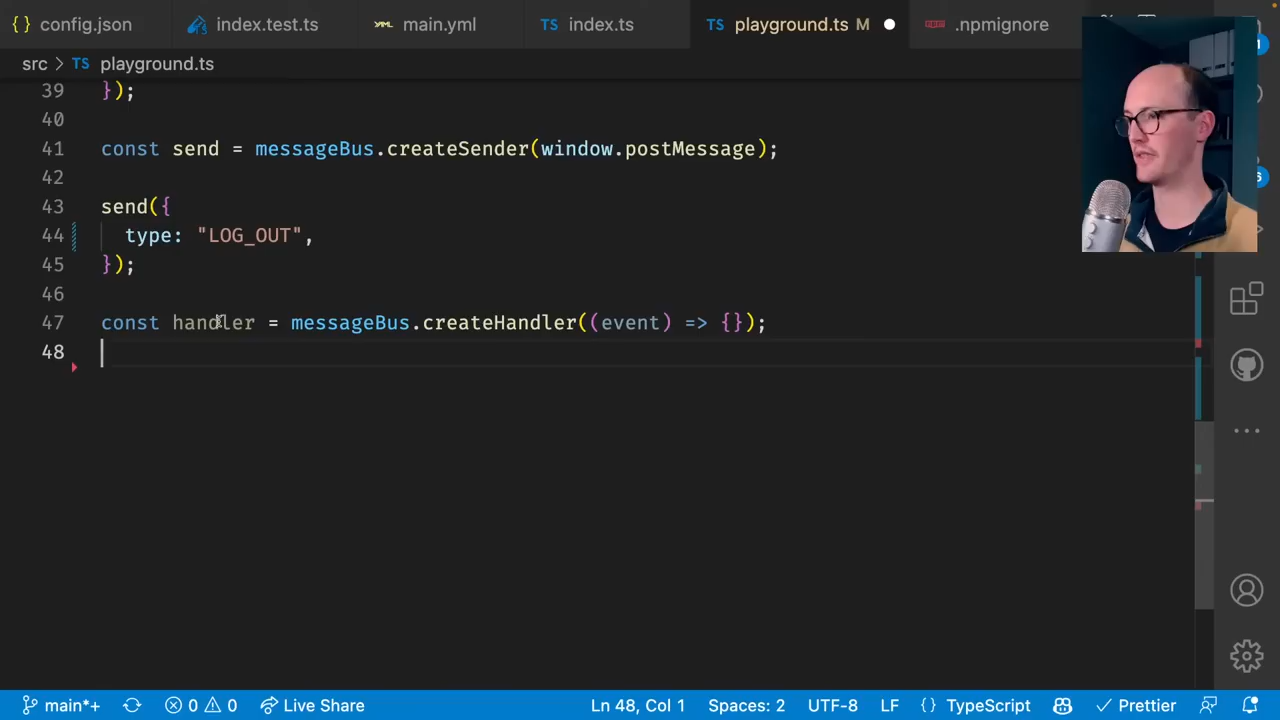 {} config.json index.test.ts YAML main.yml TS index.ts TS playground.ts M .npmignore
src > TS playground.ts
39 });
40
41 const send = messageBus.createSender(window.postMessage);
42
43 send({
44 type: "LOG_OUT",
45 });
46
47 const handler = messageBus.createHandler((event) => {});
48
main*+ 0 0 Live Share Ln 48, Col 1 Spaces: 2 UTF-8 LF {} TypeScript Prettier